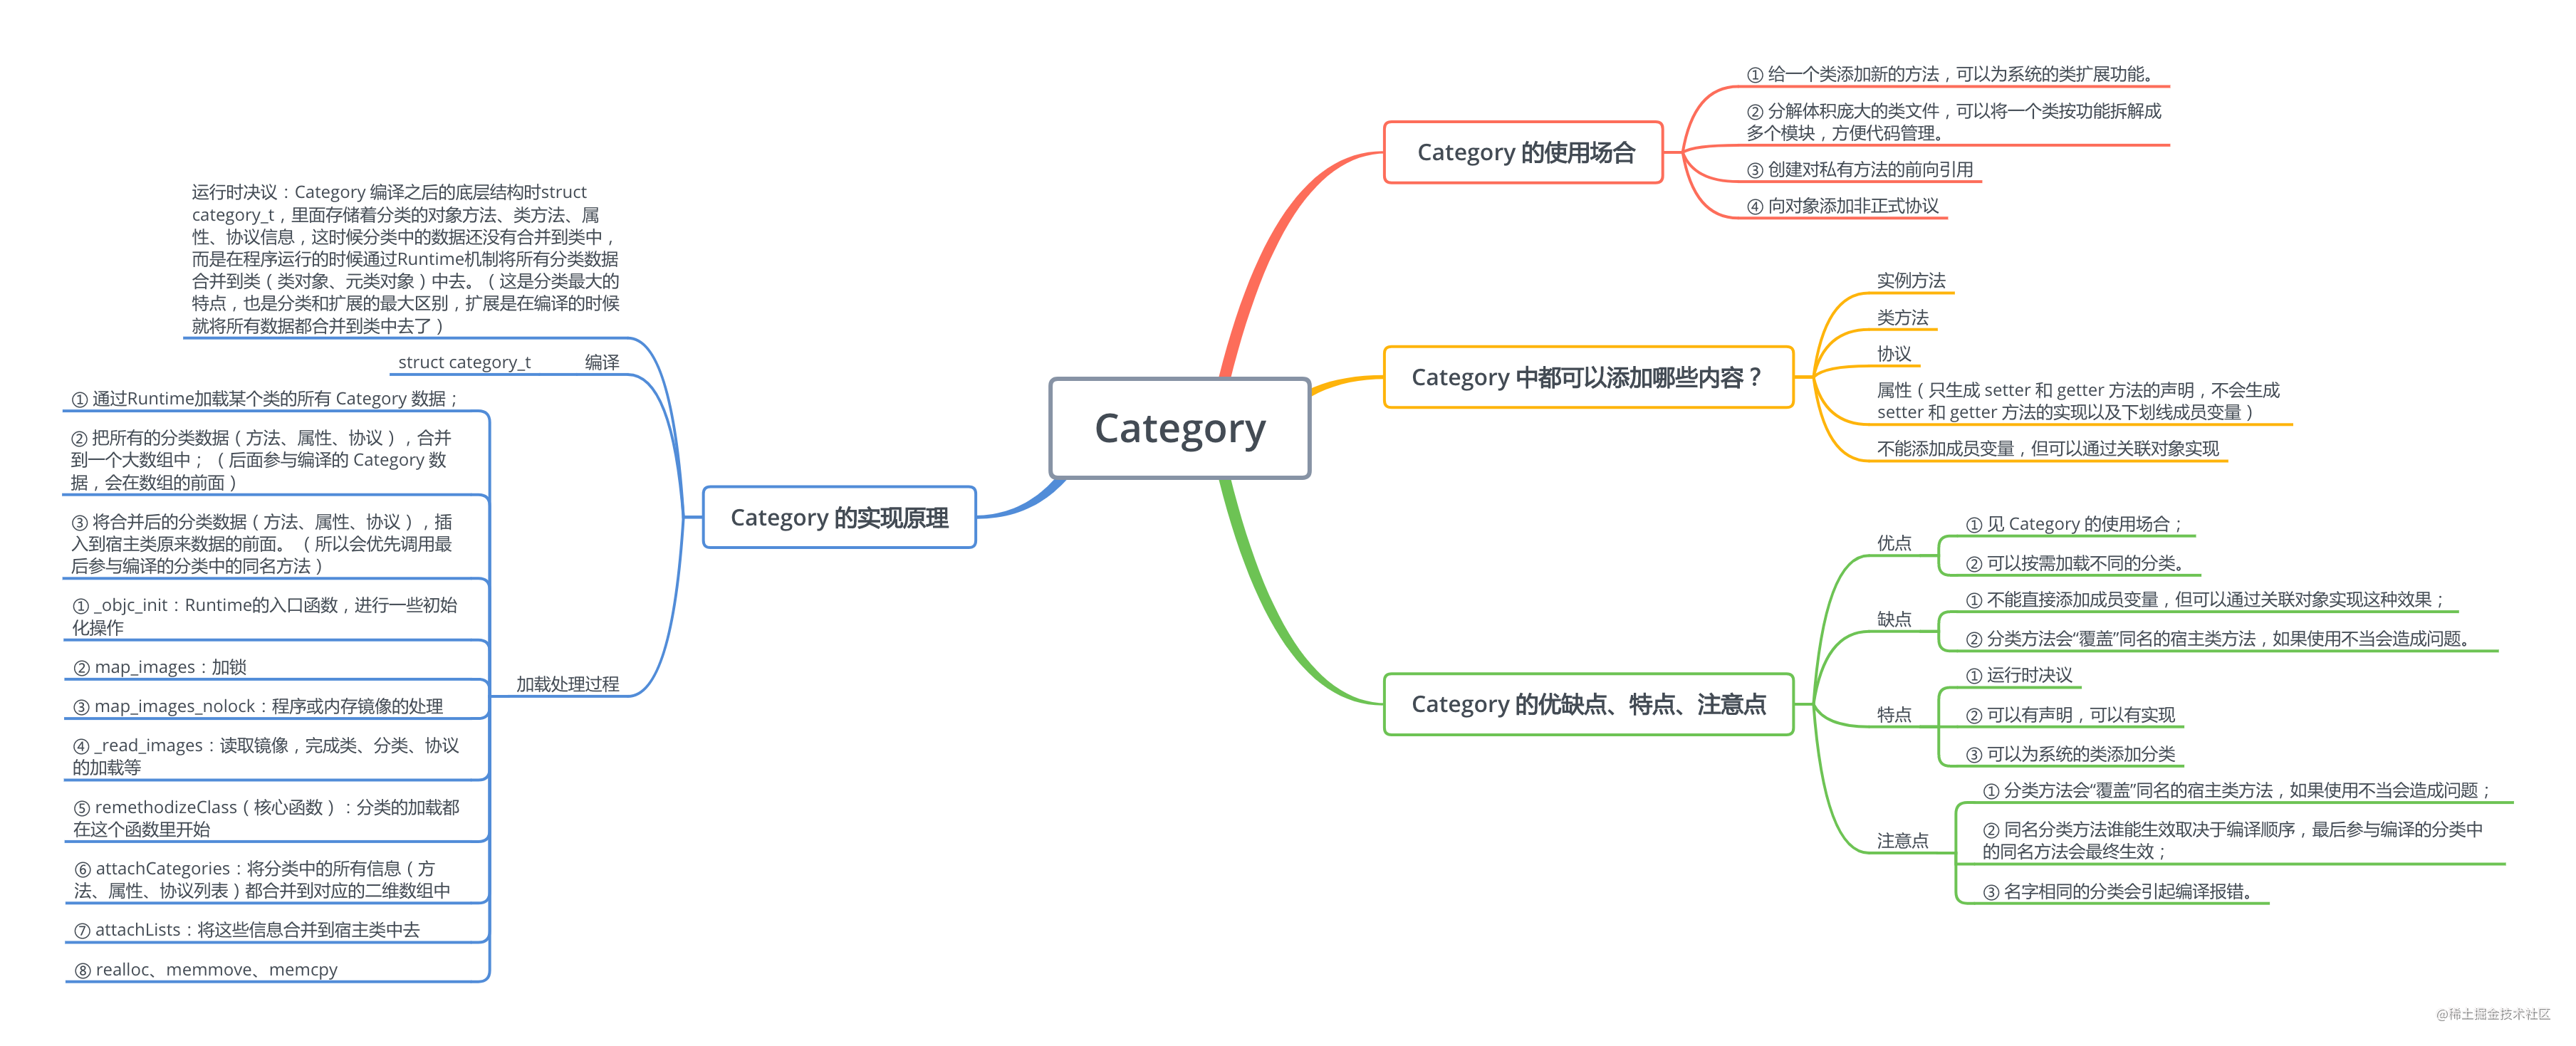 Category
Category 的使用场合
① 给一个类添加新的方法，可以为系统的类扩展功能。
② 分解体积庞大的类文件，可以将一个类按功能拆解成
多个模块，方便代码管理。
③ 创建对私有方法的前向引用
④ 向对象添加非正式协议
Category 中都可以添加哪些内容？
实例方法
类方法
协议
属性（只生成 setter 和 getter 方法的声明，不会生成
setter 和 getter 方法的实现以及下划线成员变量）
不能添加成员变量，但可以通过关联对象实现
Category 的优缺点、特点、注意点
优点
① 见 Category 的使用场合；
② 可以按需加载不同的分类。
缺点
① 不能直接添加成员变量，但可以通过关联对象实现这种效果；
② 分类方法会“覆盖”同名的宿主类方法，如果使用不当会造成问题。
特点
① 运行时决议
② 可以有声明，可以有实现
③ 可以为系统的类添加分类
注意点
① 分类方法会“覆盖”同名的宿主类方法，如果使用不当会造成问题；
② 同名分类方法谁能生效取决于编译顺序，最后参与编译的分类中
的同名方法会最终生效；
③ 名字相同的分类会引起编译报错。
Category 的实现原理
运行时决议：Category 编译之后的底层结构时struct
category_t，里面存储着分类的对象方法、类方法、属
性、协议信息，这时候分类中的数据还没有合并到类中，
而是在程序运行的时候通过Runtime机制将所有分类数据
合并到类（类对象、元类对象）中去。（这是分类最大的
特点，也是分类和扩展的最大区别，扩展是在编译的时候
就将所有数据都合并到类中去了）
编译
struct category_t
加载处理过程
① 通过Runtime加载某个类的所有 Category 数据；
② 把所有的分类数据（方法、属性、协议），合并
到一个大数组中；（后面参与编译的 Category 数
据，会在数组的前面）
③ 将合并后的分类数据（方法、属性、协议），插
入到宿主类原来数据的前面。（所以会优先调用最
后参与编译的分类中的同名方法）
① _objc_init：Runtime的入口函数，进行一些初始
化操作
② map_images：加锁
③ map_images_nolock：程序或内存镜像的处理
④ _read_images：读取镜像，完成类、分类、协议
的加载等
⑤ remethodizeClass（核心函数）：分类的加载都
在这个函数里开始
⑥ attachCategories：将分类中的所有信息（方
法、属性、协议列表）都合并到对应的二维数组中
⑦ attachLists：将这些信息合并到宿主类中去
⑧ realloc、memmove、memcpy
@稀土掘金技术社区